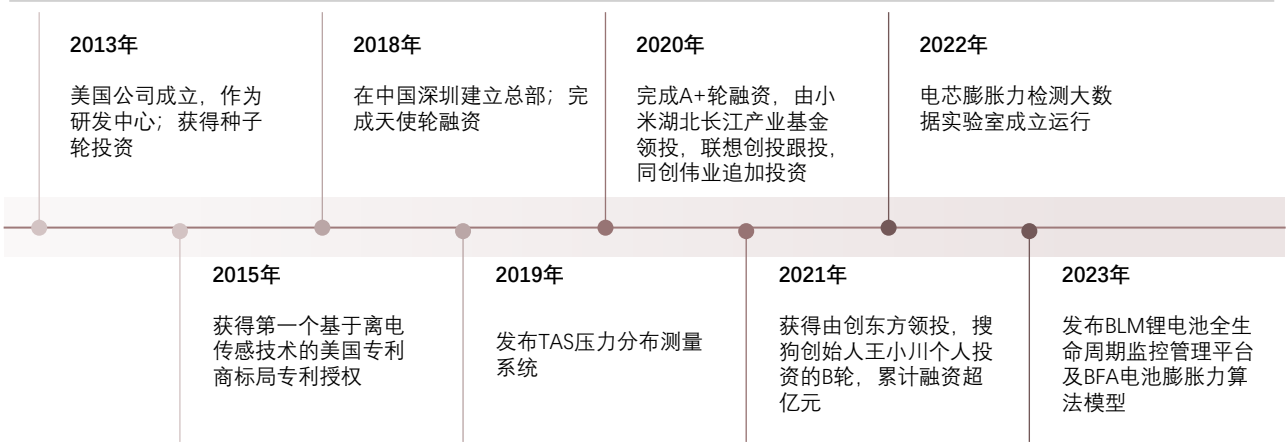 2013年
美国公司成立，作为
研发中心；获得种子
轮投资
2018年
在中国深圳建立总部；完
成天使轮融资
2020年
完成A+轮融资，由小
米湖北长江产业基金
领投，联想创投跟投，
同创伟业追加投资
2022年
电芯膨胀力检测大数
据实验室成立运行
2015年
获得第一个基于离电
传感技术的美国专利
商标局专利授权
2019年
发布TAS压力分布测量
系统
2021年
获得由创东方领投，搜
狗创始人王小川个人投
资的B轮，累计融资超
亿元
2023年
发布BLM锂电池全生
命周期监控管理平台
及BFA电池膨胀力算
法模型